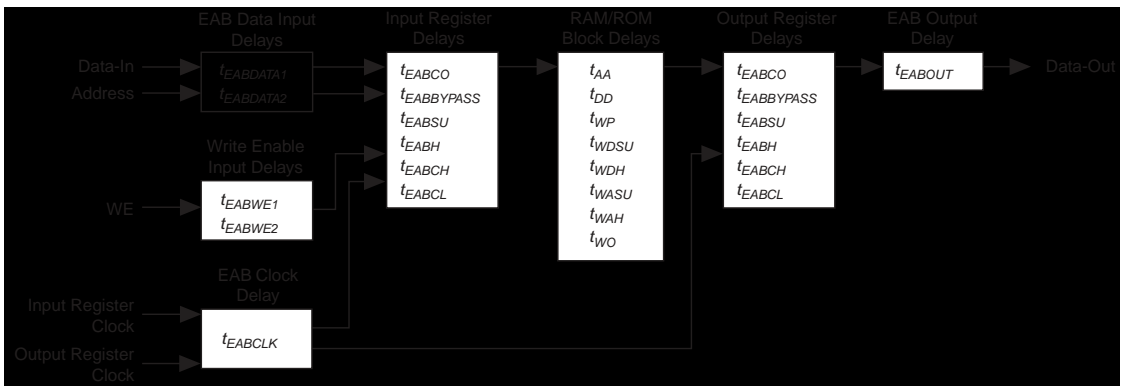 EAB Data Input
Delays
Input Register
Delays
RAM/ROM
Block Delays
Output Register
Delays
EAB Output
Delay
Data-In
Address
tEABDATA1
tEABDATA2
tEABCO
tEABBYPASS
tEABSU
tEABH
tEABCH
tEABCL
tAA
tDD
tWP
tWDSU
tWDH
tWASU
tWAH
tWO
tEABCO
tEABBYPASS
tEABSU
tEABH
tEABCH
tEABCL
tEABOUT
Data-Out
Write Enable
Input Delays
WE
tEABWE1
tEABWE2
EAB Clock
Delay
Input Register
Clock
tEABCLK
Output Register
Clock